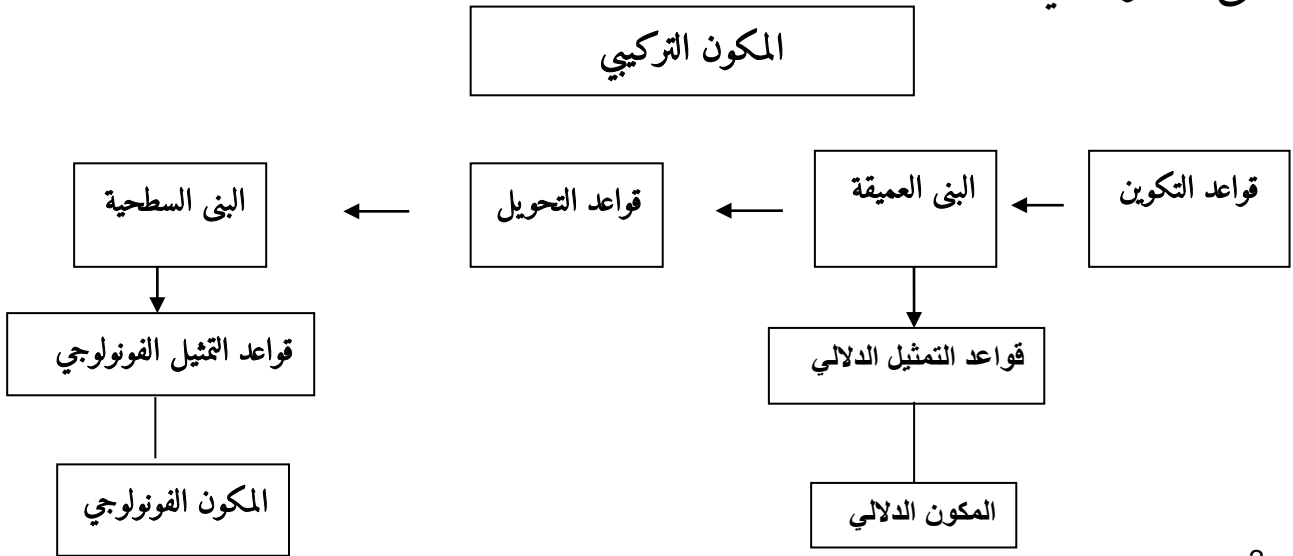 المكون التركيبي
قواعد التكوين
البنى العميقة
قواعد التحويل
البنى السطحية
قواعد التمثيل الدلالي
قواعد التمثيل الفونولوجي
المكون الدلالي
المكون الفونولوجي